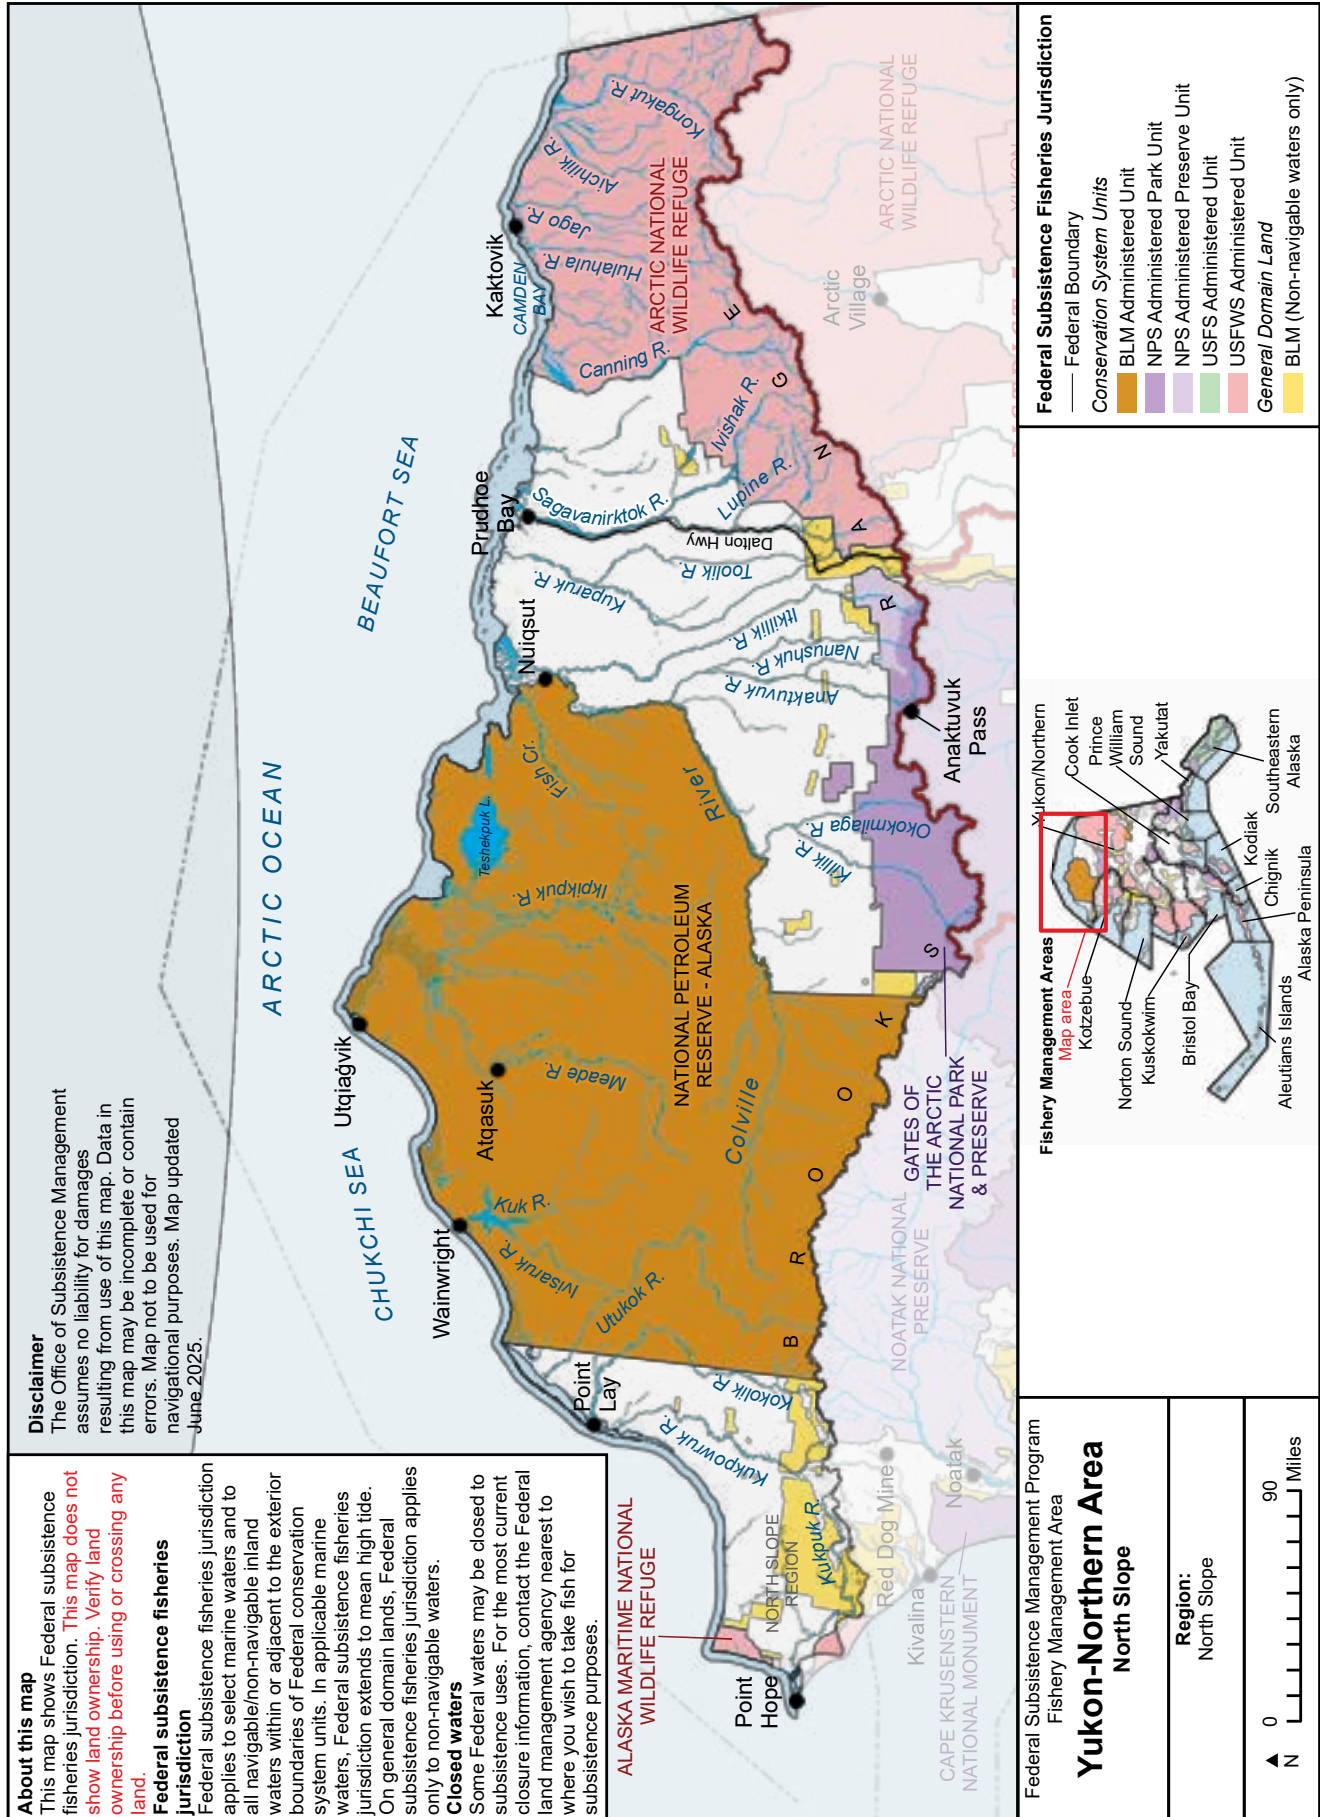 About this map
This map shows Federal subsistence
fisheries jurisdiction. This map does not
show land ownership. Verify land
ownership before using or crossing any
land.
Federal subsistence fisheries
jurisdiction
Federal subsistence fisheries jurisdiction
applies to select marine waters and to
all navigable/non-navigable inland
waters within or adjacent to the exterior
boundaries of Federal conservation
system units. In applicable marine
waters, Federal subsistence fisheries
jurisdiction extends to mean high tide.
On general domain lands, Federal
subsistence fisheries jurisdiction applies
only to non-navigable waters.
Closed waters
Some Federal waters may be closed to
subsistence uses. For the most current
closure information, contact the Federal
land management agency nearest to
where you wish to take fish for
subsistence purposes.
Disclaimer
The Office of Subsistence Management
assumes no liability for damages
resulting from use of this map. Data in
this map may be incomplete or contain
errors. Map not to be used for
navigational purposes. Map updated
June 2025.
ARCTIC OCEAN
BEAUFORT SEA
CHUKCHI SEA
Utqiaġvik
Wainwright
Atqasuk
Point
Lay
Point
Hope
Nuiqsut
Prudhoe
Bay
Kaktovik
CAMDEN
BAY
Anaktuvuk
Pass
Arctic
Village
Kivalina
Red Dog Mine
Noatak
Teshekpuk L.
Fish Cr.
Ikpikpuk R.
Meade R.
Kuk R.
Ivisaruk R.
Utukok R.
Kokolik R.
Kukpowruk R.
Kukpuk R.
Colville
River
Killik R.
Okokmilaga R.
Anaktuvuk R.
Nanushuk R.
Itkillik R.
Kuparuk R.
Toolik R.
Dalton Hwy
Sagavanirktok R.
Lupine R.
Ivishak R.
Canning R.
Hulahula R.
Jago R.
Aichilik R.
Kongakut R.
NATIONAL PETROLEUM
RESERVE - ALASKA
ARCTIC NATIONAL
WILDLIFE REFUGE
ARCTIC NATIONAL
WILDLIFE REFUGE
ALASKA MARITIME NATIONAL
WILDLIFE REFUGE
NORTH SLOPE
REGION
GATES OF
THE ARCTIC
NATIONAL PARK
& PRESERVE
NOATAK NATIONAL
PRESERVE
CAPE KRUSENSTERN
NATIONAL MONUMENT
B R O O K S R A N G E
Federal Subsistence Management Program
Fishery Management Area
Yukon-Northern Area
North Slope
Region:
North Slope
N
0 90
Miles
Fishery Management Areas
Map area
Kotzebue
Norton Sound
Kuskokwim
Bristol Bay
Aleutians Islands
Alaska Peninsula
Chignik
Kodiak
Southeastern
Alaska
Yakutat
Prince
William
Sound
Cook Inlet
Yukon/Northern
Federal Subsistence Fisheries Jurisdiction
Federal Boundary
Conservation System Units
BLM Administered Unit
NPS Administered Park Unit
NPS Administered Preserve Unit
USFS Administered Unit
USFWS Administered Unit
General Domain Land
BLM (Non-navigable waters only)